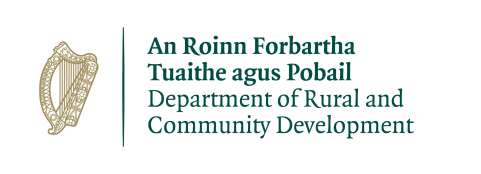 An Roinn Forbartha
Tuaithe agus Pobail
Department of Rural and
Community Development